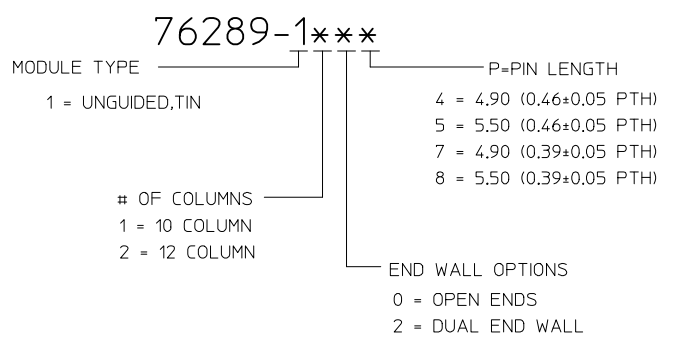 76289-1***
MODULE TYPE
1 = UNGUIDED,TIN
P=PIN LENGTH
4 = 4.90 (0.46±0.05 PTH)
5 = 5.50 (0.46±0.05 PTH)
7 = 4.90 (0.39±0.05 PTH)
8 = 5.50 (0.39±0.05 PTH)
# OF COLUMNS
1 = 10 COLUMN
2 = 12 COLUMN
END WALL OPTIONS
0 = OPEN ENDS
2 = DUAL END WALL